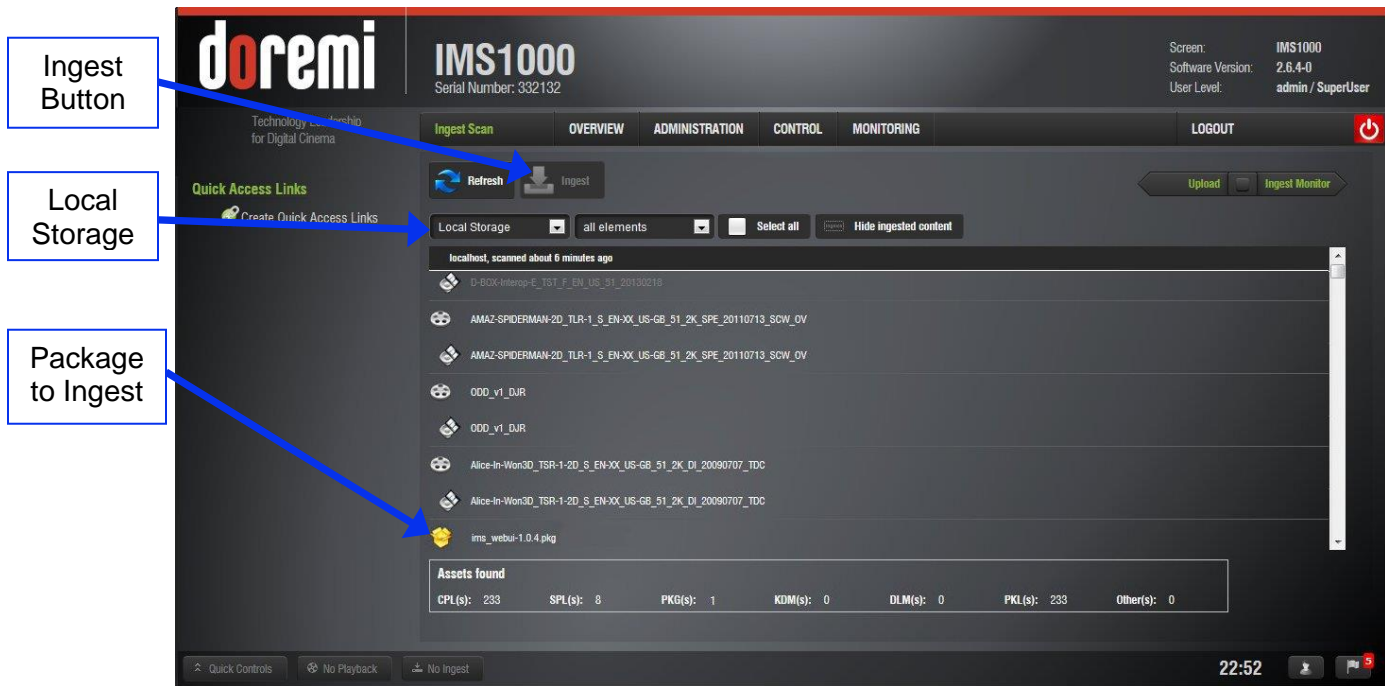 Ingest
Button
Local
Storage
Package
to Ingest
doremi
Technology Leadership
for Digital Cinema
IMS1000
Serial Number: 332132
Screen: IMS1000
Software Version: 2.6.4-0
User Level: admin / SuperUser
Ingest Scan OVERVIEW ADMINISTRATION CONTROL MONITORING LOGOUT
Quick Access Links
Create Quick Access Links
Refresh Ingest Upload Ingest Monitor
Local Storage all elements Select all Hide ingested content
localhost, scanned about 6 minutes ago
D-BOX-Interop-E_TST_F_EN_US_51_20130218
AMAZ-SPIDERMAN-2D_TLR-1_S_EN-XX_US-GB_51_2K_SPE_20110713_SCW_OV
AMAZ-SPIDERMAN-2D_TLR-1_S_EN-XX_US-GB_51_2K_SPE_20110713_SCW_OV
ODD_v1_DJR
ODD_v1_DJR
Alice-In-Won3D_TSR-1-2D_S_EN-XX_US-GB_51_2K_DI_20090707_TDC
Alice-In-Won3D_TSR-1-2D_S_EN-XX_US-GB_51_2K_DI_20090707_TDC
ims_webui-1.0.4.pkg
Assets found
CPL(s): 233 SPL(s): 8 PKG(s): 1 KDM(s): 0 DLM(s): 0 PKL(s): 233 Other(s): 0
Quick Controls No Playback No Ingest 22:52 5